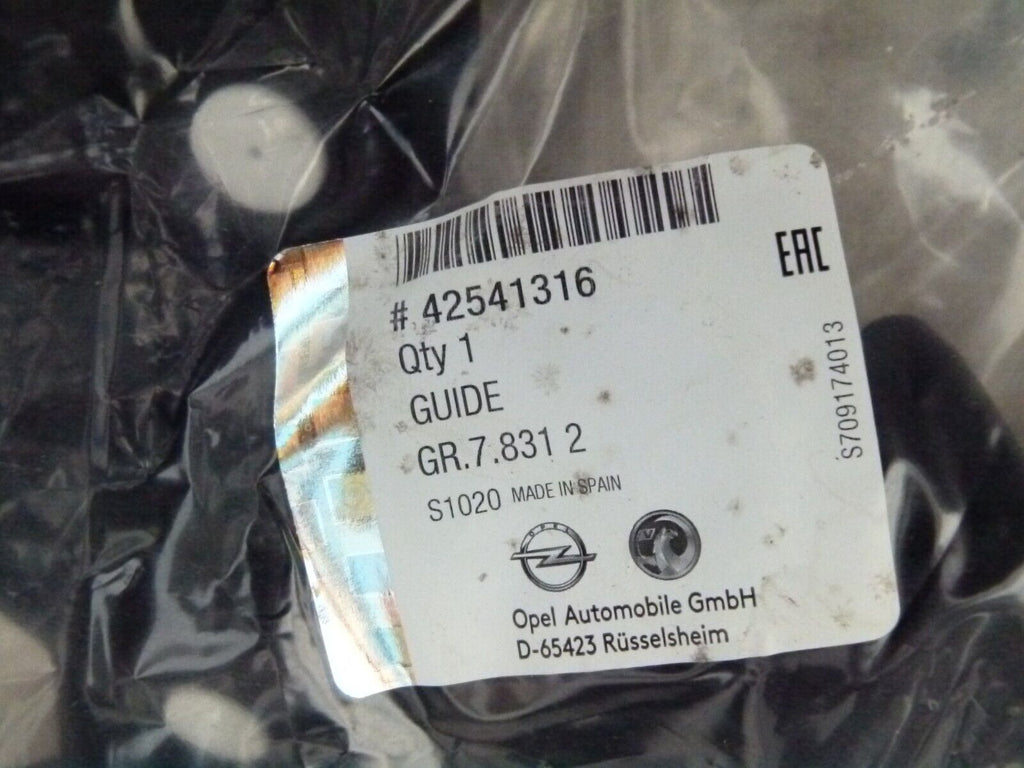 # 42541316
EAC
Qty 1
GUIDE
GR.7.831 2
S1020 MADE IN SPAIN
S709174013
OPEL
Opel Automobile GmbH
D-65423 Rüsselsheim